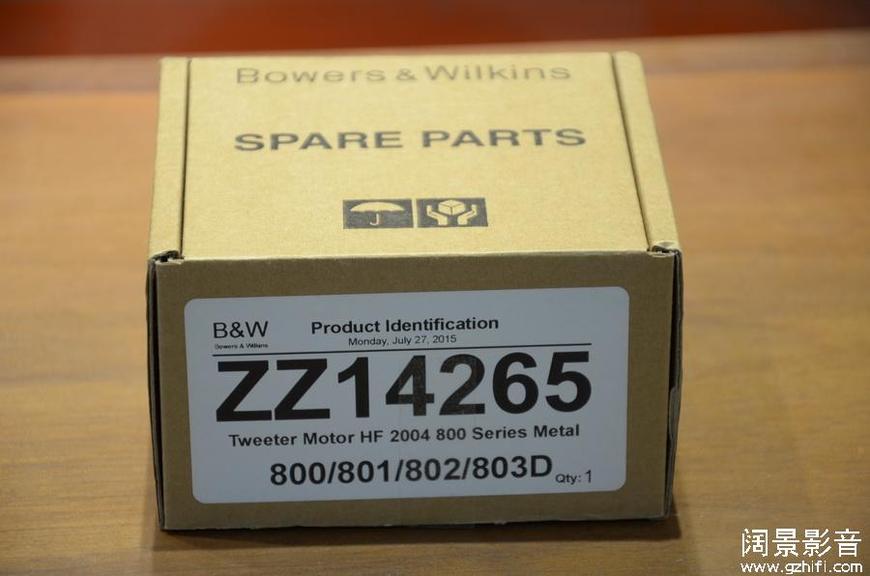 Bowers & Wilkins
SPARE PARTS
B&W
Bowers & Wilkins
Product Identification
Monday, July 27, 2015
ZZ14265
Tweeter Motor HF 2004 800 Series Metal
800/801/802/803D
Qty: 1
阔景影音
www.gzhifi.com